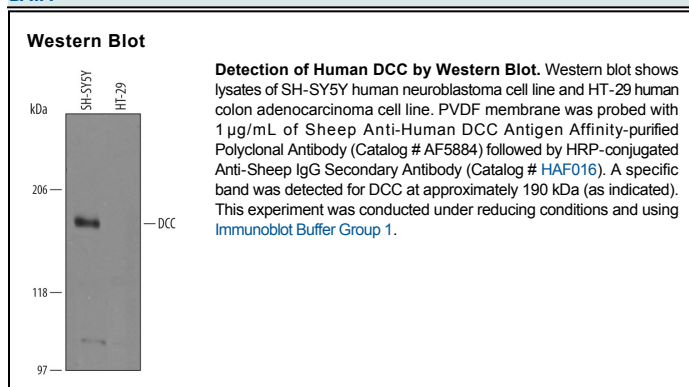 Western Blot
SH-SY5Y
HT-29
kDa
206
DCC
118
97
Detection of Human DCC by Western Blot. Western blot shows
lysates of SH-SY5Y human neuroblastoma cell line and HT-29 human
colon adenocarcinoma cell line. PVDF membrane was probed with
1 µg/mL of Sheep Anti-Human DCC Antigen Affinity-purified
Polyclonal Antibody (Catalog # AF5884) followed by HRP-conjugated
Anti-Sheep IgG Secondary Antibody (Catalog # HAF016). A specific
band was detected for DCC at approximately 190 kDa (as indicated).
This experiment was conducted under reducing conditions and using
Immunoblot Buffer Group 1.